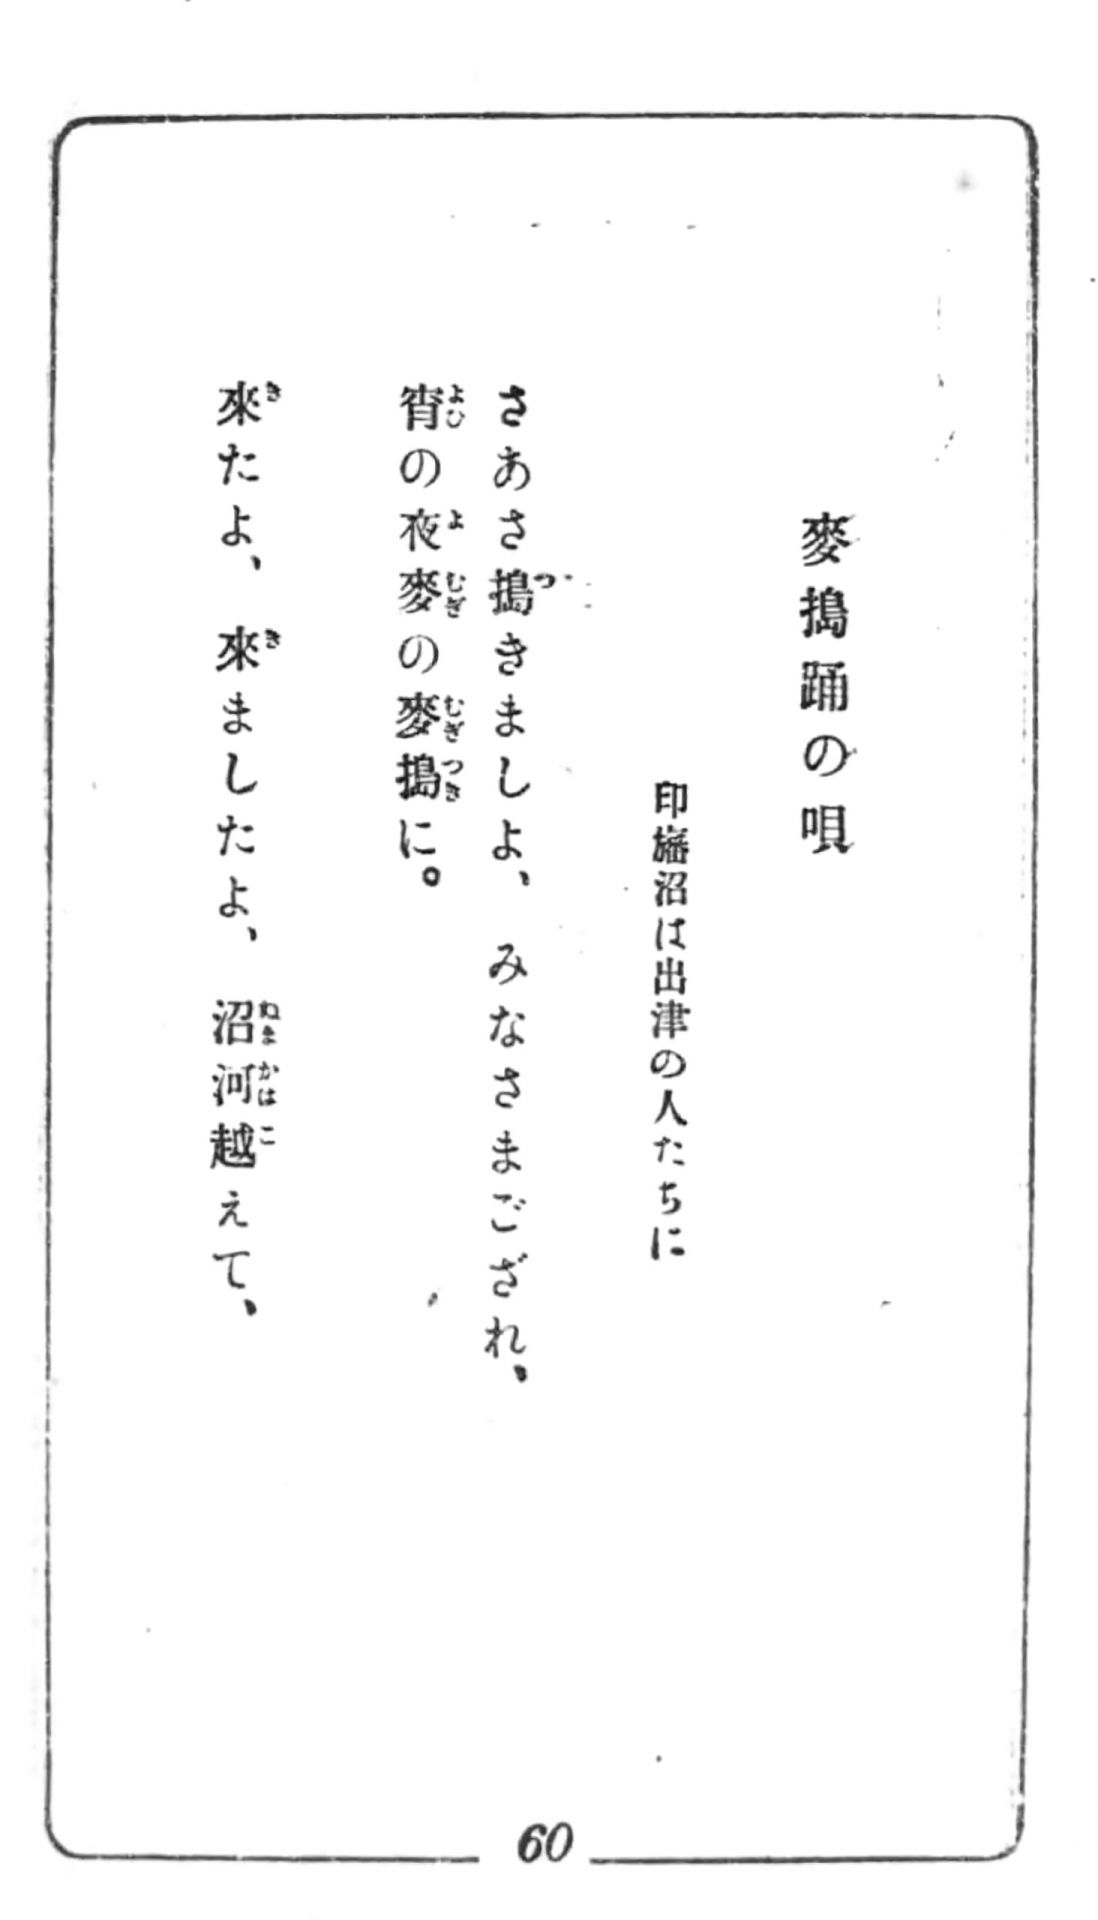 麥搗踊の唄
印旛沼は出津の人たちに
さあさ搗きましよ、みなさまござれ、
宵の夜麥の麥搗に。
來たよ、來ましたよ、沼河越えて、
60